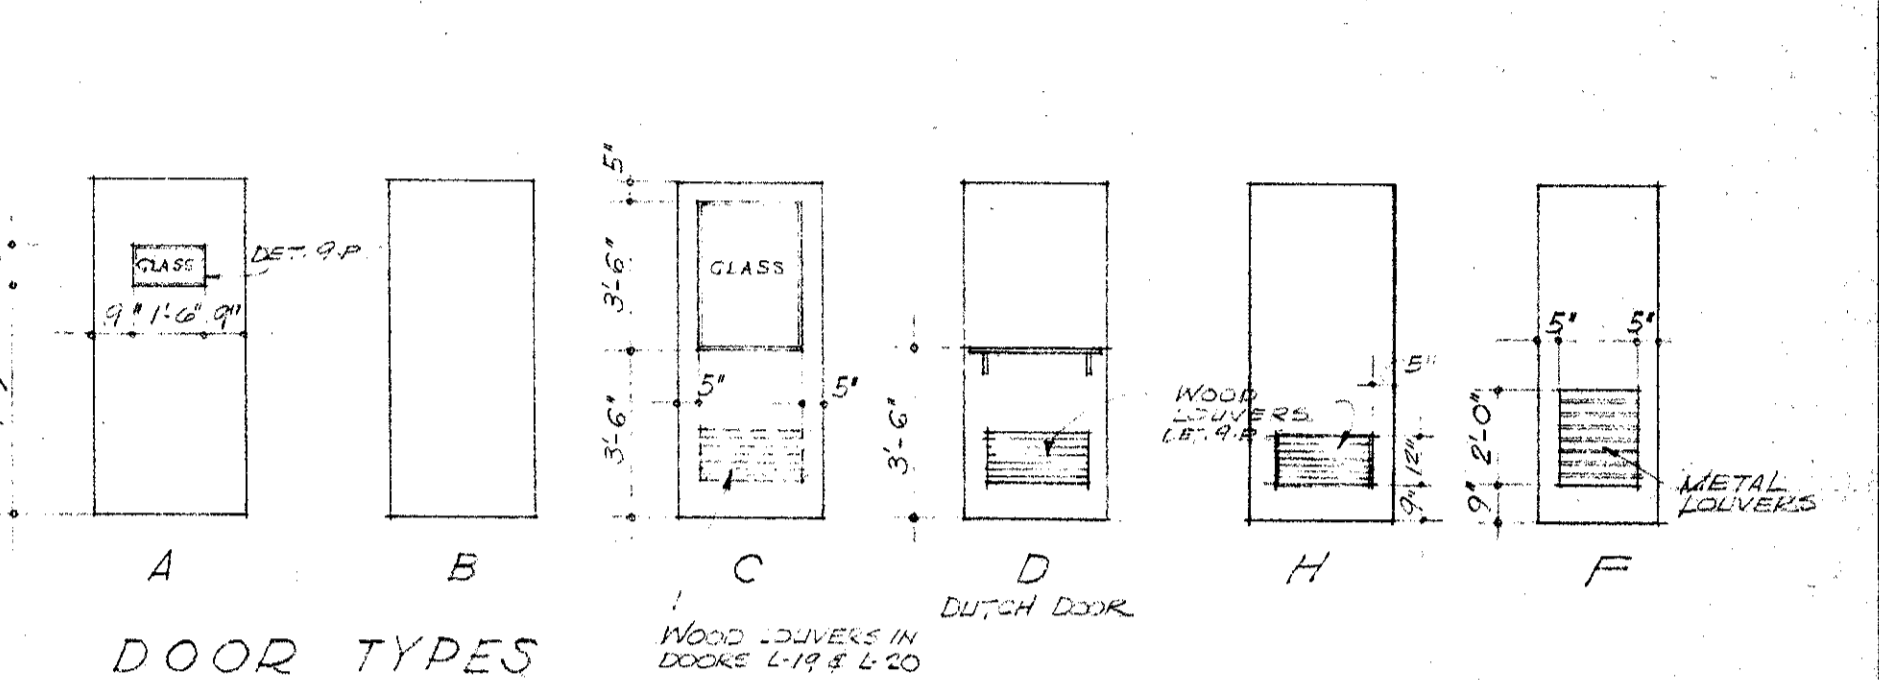 GLASS
DET. 9.P.
9" 1'-6" 9"
A
B
5"
3'-6"
3'-6"
GLASS
5" 5"
C
WOOD LOUVERS IN
DOORS L-19 & L-20
3'-6"
D
DUTCH DOOR
WOOD
LOUVERS
DET. 9.P.
5"
12"
9"
H
5" 5"
2'-0"
9"
METAL
LOUVERS
F
DOOR TYPES